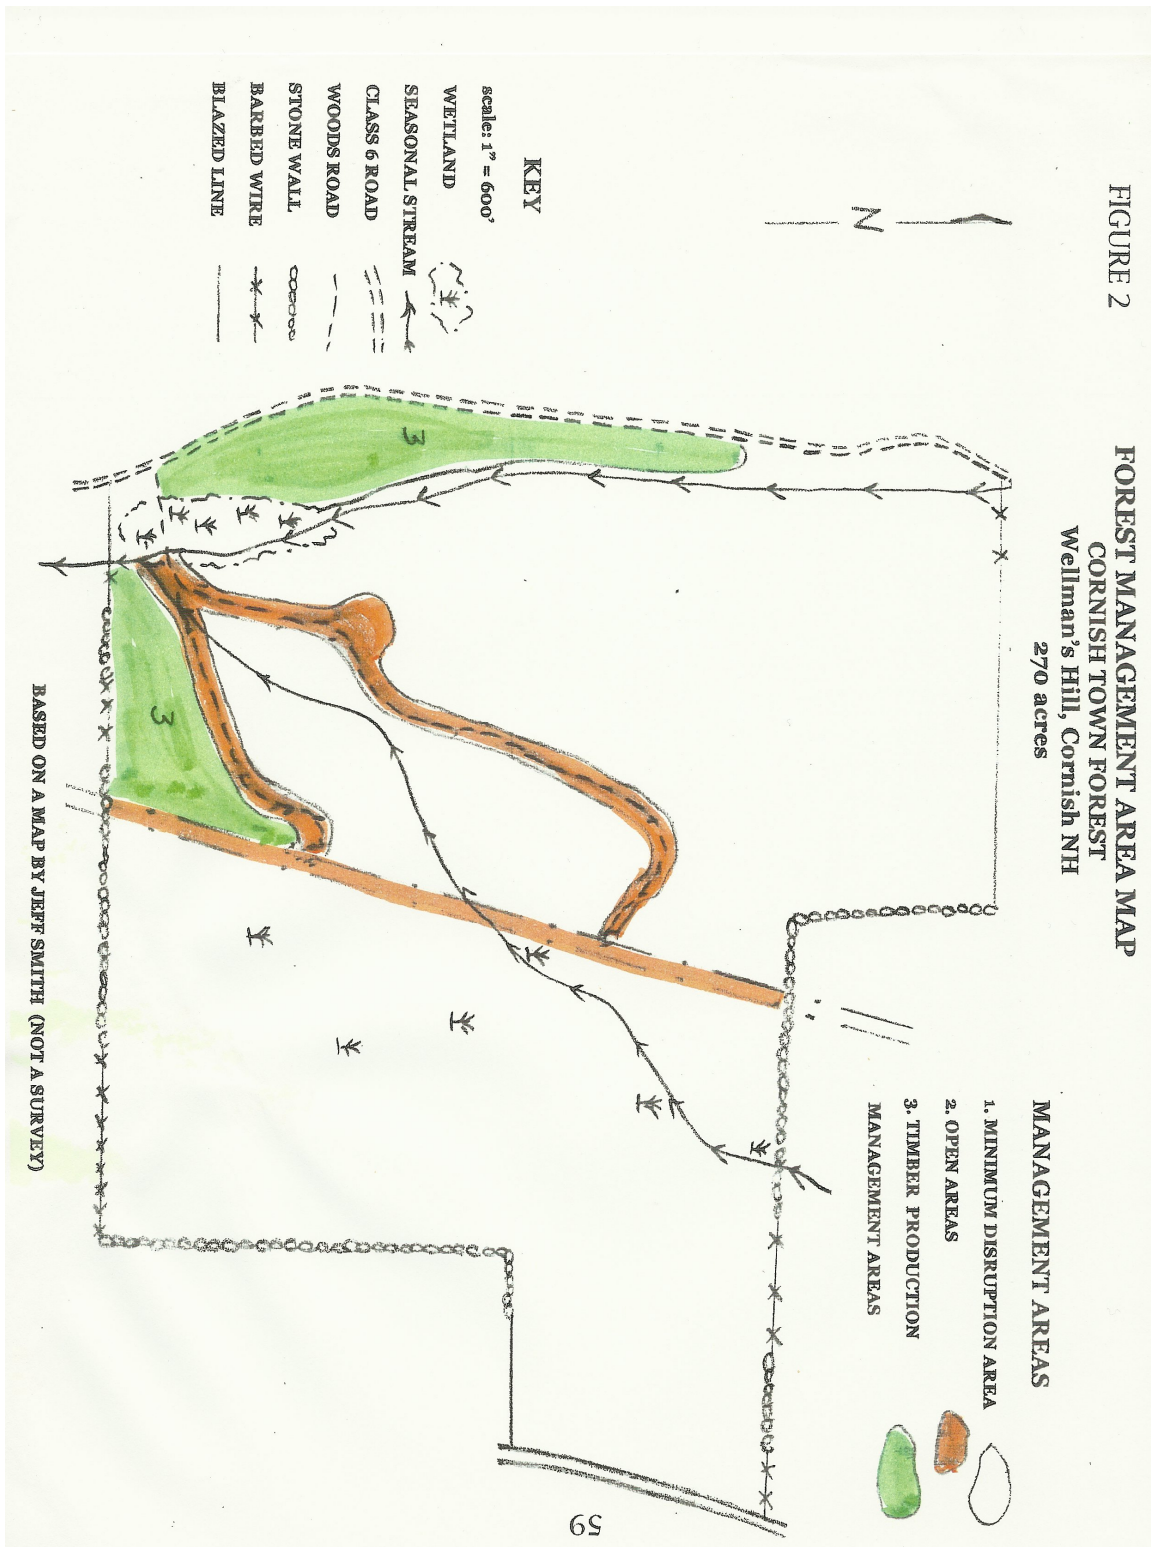 FIGURE 2
FOREST MANAGEMENT AREA MAP
CORNISH TOWN FOREST
Wellman's Hill, Cornish NH
270 acres
N
KEY
scale: 1" = 600'
WETLAND
SEASONAL STREAM
CLASS 6 ROAD
WOODS ROAD
STONE WALL
BARBED WIRE
BLAZED LINE
MANAGEMENT AREAS
1. MINIMUM DISRUPTION AREA
2. OPEN AREAS
3. TIMBER PRODUCTION
MANAGEMENT AREAS
3
3
BASED ON A MAP BY JEFF SMITH (NOT A SURVEY)
59